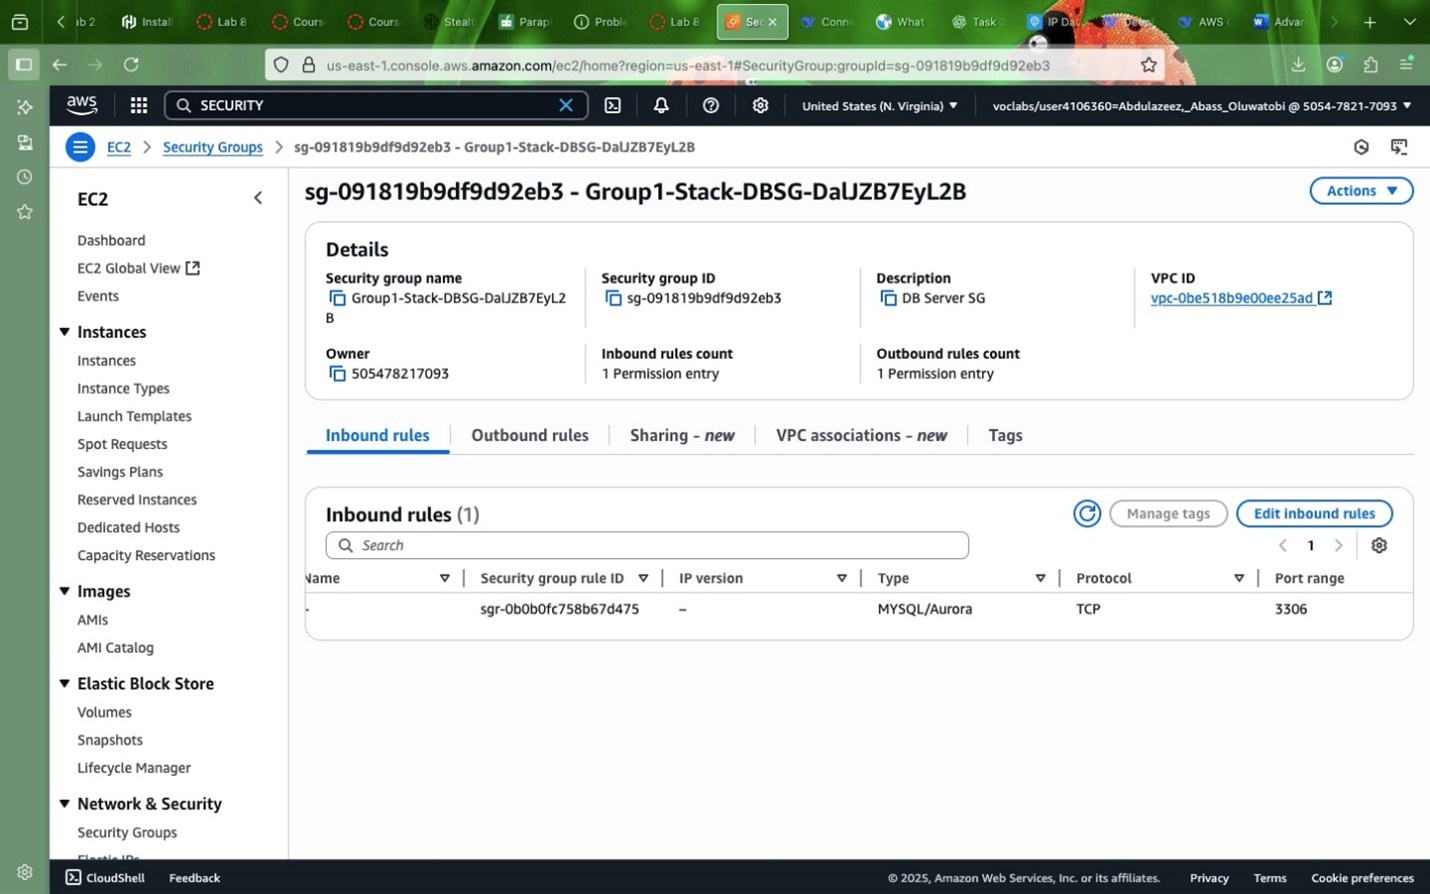 ab 2
Install
Lab 8
Cours
Cours
Stealt
Parap
Proble
Lab 8
Sec
Conne
What
Task
IP Da
AWS
Advar
us-east-1.console.aws.amazon.com/ec2/home?region=us-east-1#SecurityGroup:groupId=sg-091819b9df9d92eb3
aws
SECURITY
United States (N. Virginia)
voclabs/user4106360=Abdulazeez,_Abass_Oluwatobi @ 5054-7821-7093
EC2
Security Groups
sg-091819b9df9d92eb3 - Group1-Stack-DBSG-DalJZB7EyL2B
EC2
Dashboard
EC2 Global View
Events
Instances
Instances
Instance Types
Launch Templates
Spot Requests
Savings Plans
Reserved Instances
Dedicated Hosts
Capacity Reservations
Images
AMIs
AMI Catalog
Elastic Block Store
Volumes
Snapshots
Lifecycle Manager
Network & Security
Security Groups
Elastic IPs
sg-091819b9df9d92eb3 - Group1-Stack-DBSG-DalJZB7EyL2B
Actions
Details
Security group name
Group1-Stack-DBSG-DalJZB7EyL2
B
Security group ID
sg-091819b9df9d92eb3
Description
DB Server SG
VPC ID
vpc-0be518b9e00ee25ad
Owner
505478217093
Inbound rules count
1 Permission entry
Outbound rules count
1 Permission entry
Inbound rules
Outbound rules
Sharing - new
VPC associations - new
Tags
Inbound rules (1)
Manage tags
Edit inbound rules
Search
1
Name
Security group rule ID
IP version
Type
Protocol
Port range
-
sgr-0b0b0fc758b67d475
–
MYSQL/Aurora
TCP
3306
CloudShell
Feedback
© 2025, Amazon Web Services, Inc. or its affiliates.
Privacy
Terms
Cookie preferences